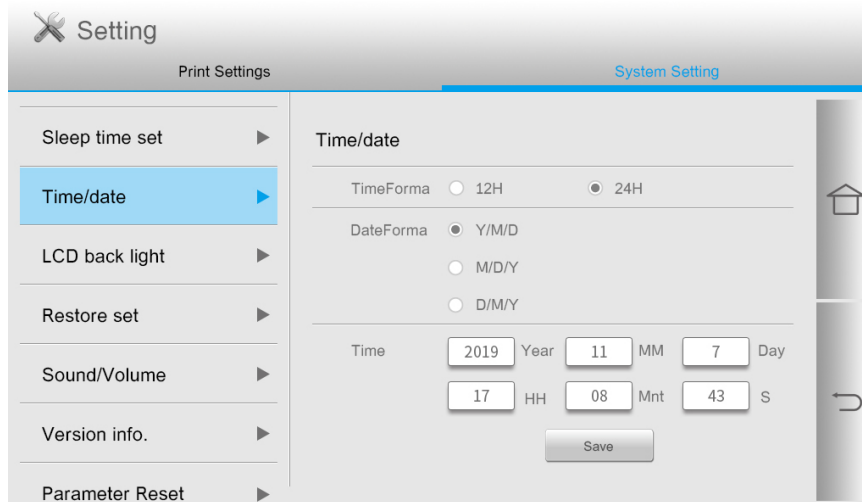 Setting
Print Settings
System Setting
Sleep time set
Time/date
LCD back light
Restore set
Sound/Volume
Version info.
Parameter Reset
Time/date
TimeForma 12H 24H
DateForma Y/M/D
M/D/Y
D/M/Y
Time 2019 Year 11 MM 7 Day
17 HH 08 Mnt 43 S
Save